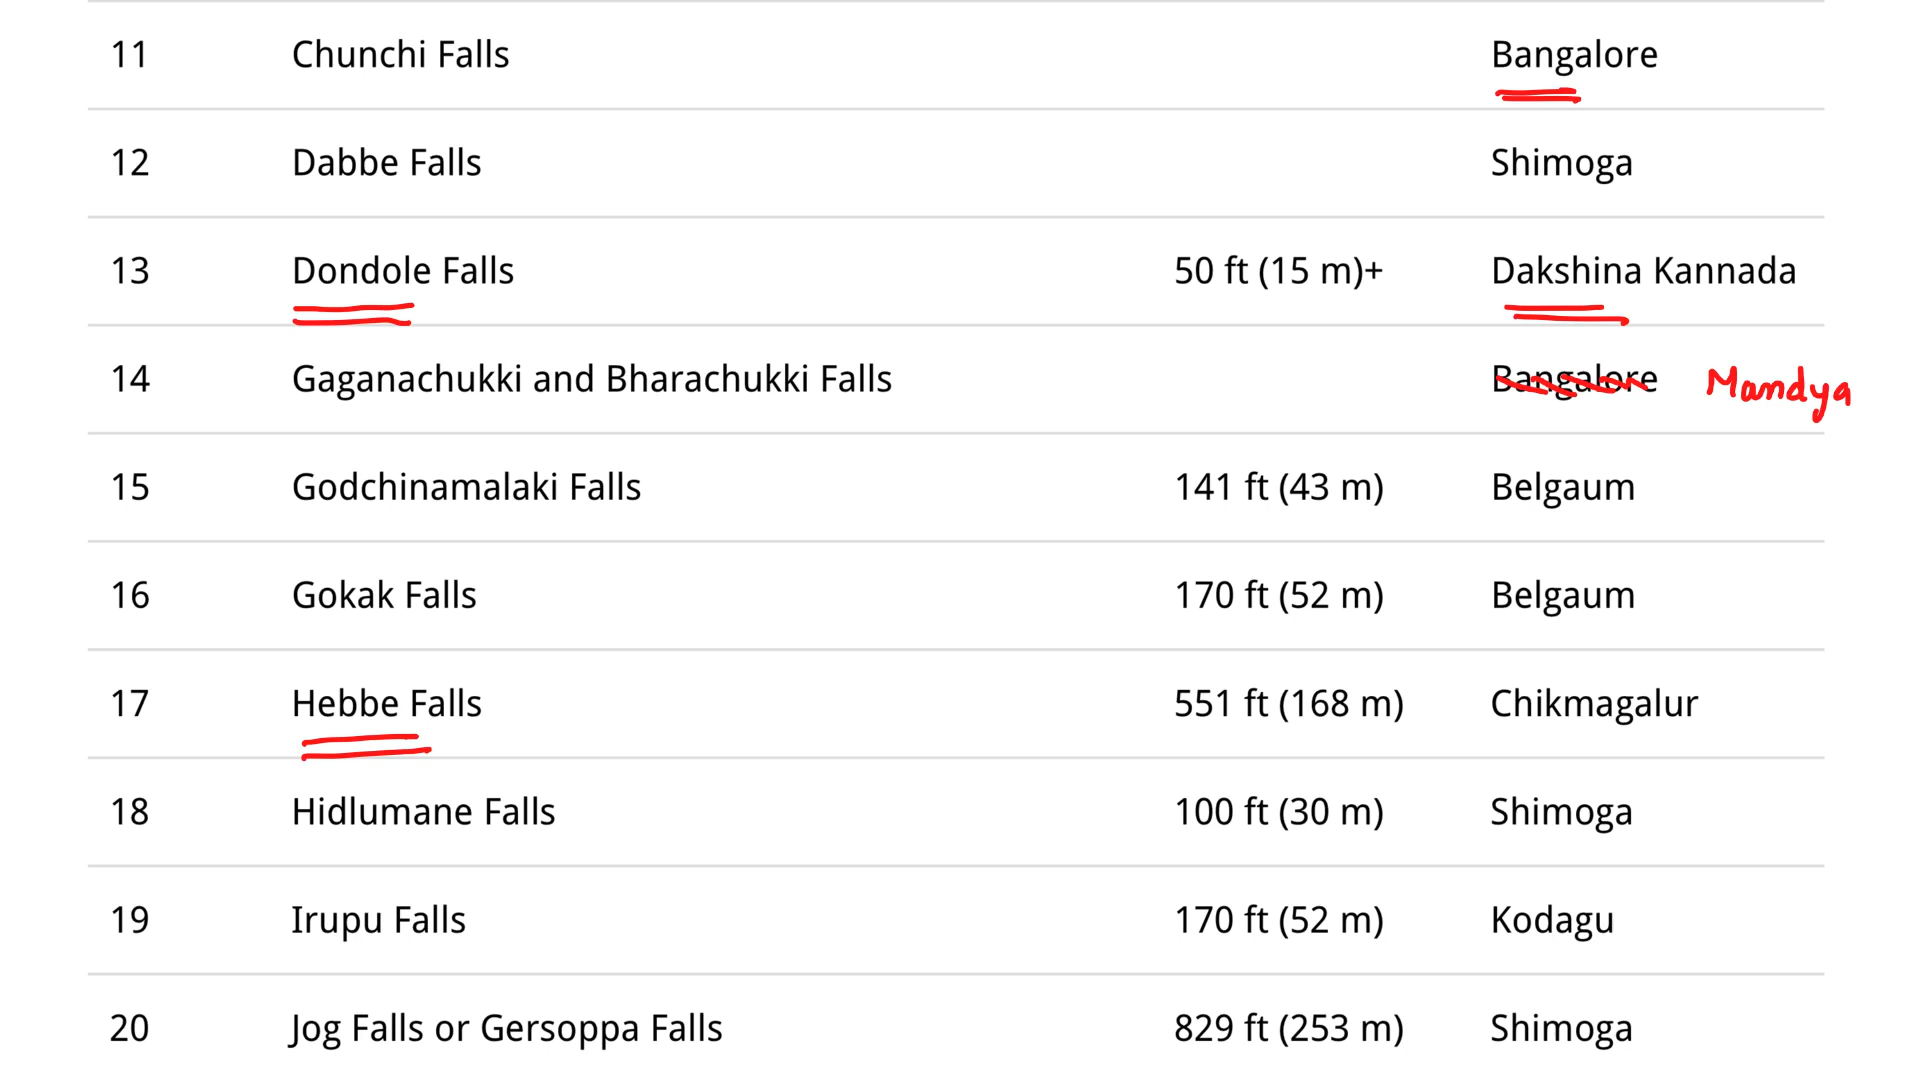 11 Chunchi Falls Bangalore
12 Dabbe Falls Shimoga
13 Dondole Falls 50 ft (15 m)+ Dakshina Kannada
14 Gaganachukki and Bharachukki Falls Bangalore Mandya
15 Godchinamalaki Falls 141 ft (43 m) Belgaum
16 Gokak Falls 170 ft (52 m) Belgaum
17 Hebbe Falls 551 ft (168 m) Chikmagalur
18 Hidlumane Falls 100 ft (30 m) Shimoga
19 Irupu Falls 170 ft (52 m) Kodagu
20 Jog Falls or Gersoppa Falls 829 ft (253 m) Shimoga